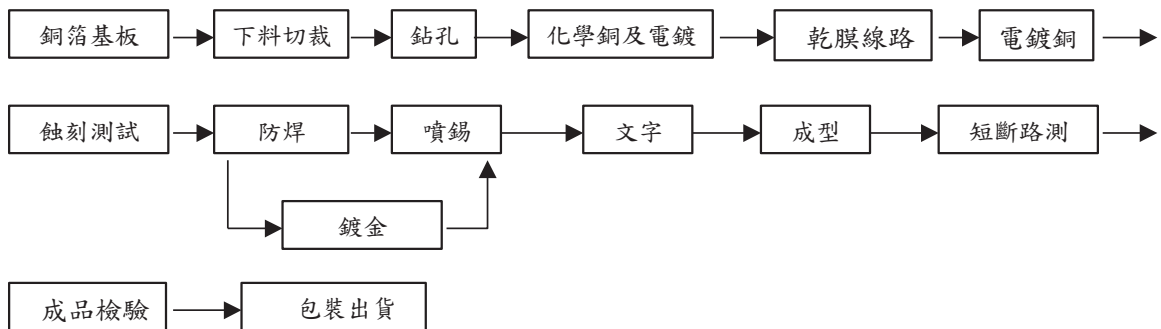 銅箔基板 下料切裁 鉆孔 化學銅及電鍍 乾膜線路 電鍍銅
蝕刻測試 防焊 噴錫 文字 成型 短斷路測
鍍金
成品檢驗 包裝出貨